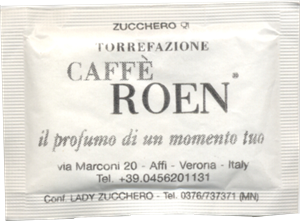 ZUCCHERO
TORREFAZIONE
CAFFÈ
ROEN®
il profumo di un momento tuo
via Marconi 20 - Affi - Verona - Italy
Tel. +39.0456201131
Conf. LADY ZUCCHERO - Tel. 0376/737371 (MN)